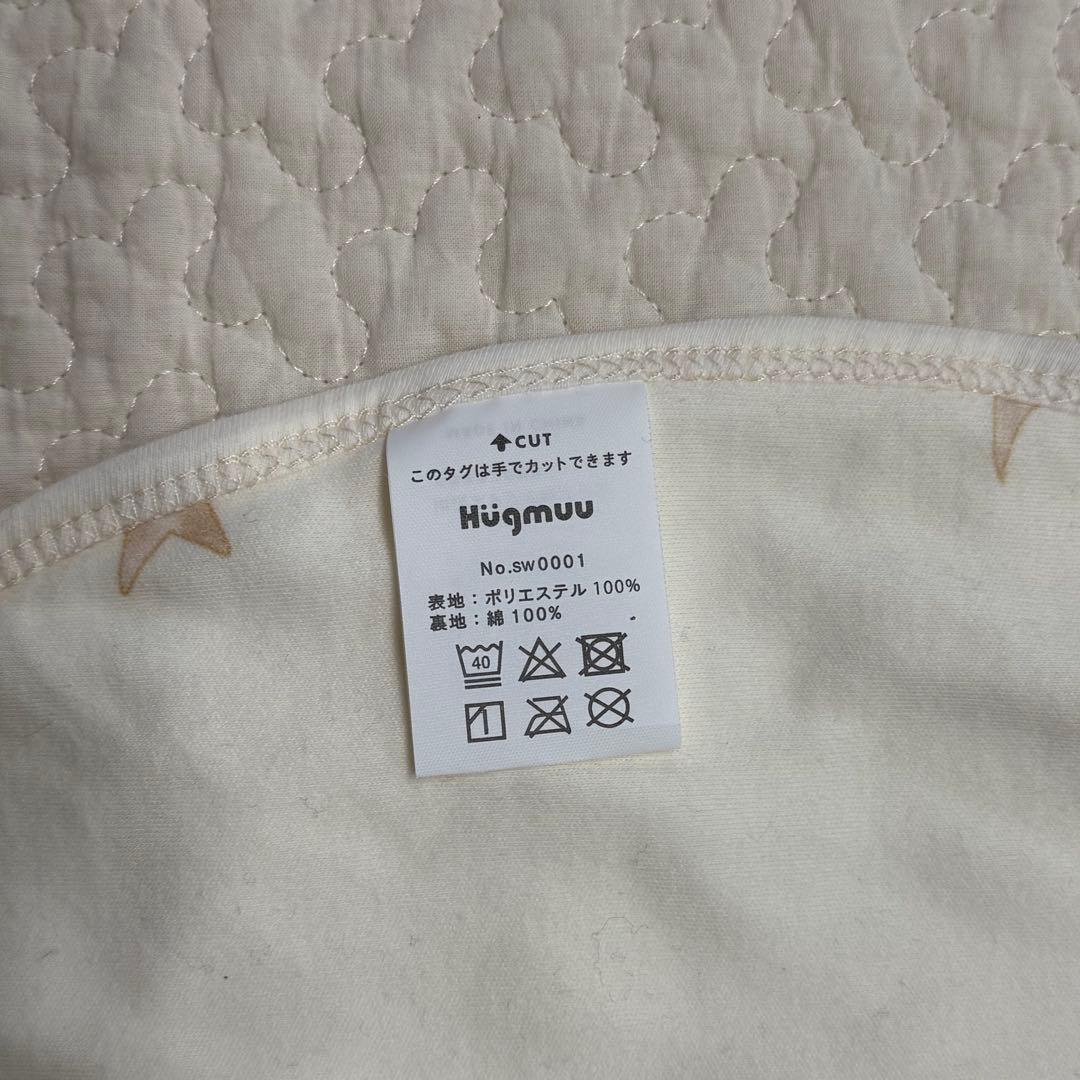 CUT
このタグは手でカットできます
Hügmuu
No.sw0001
表地：ポリエステル 100%
裏地：綿 100%
40